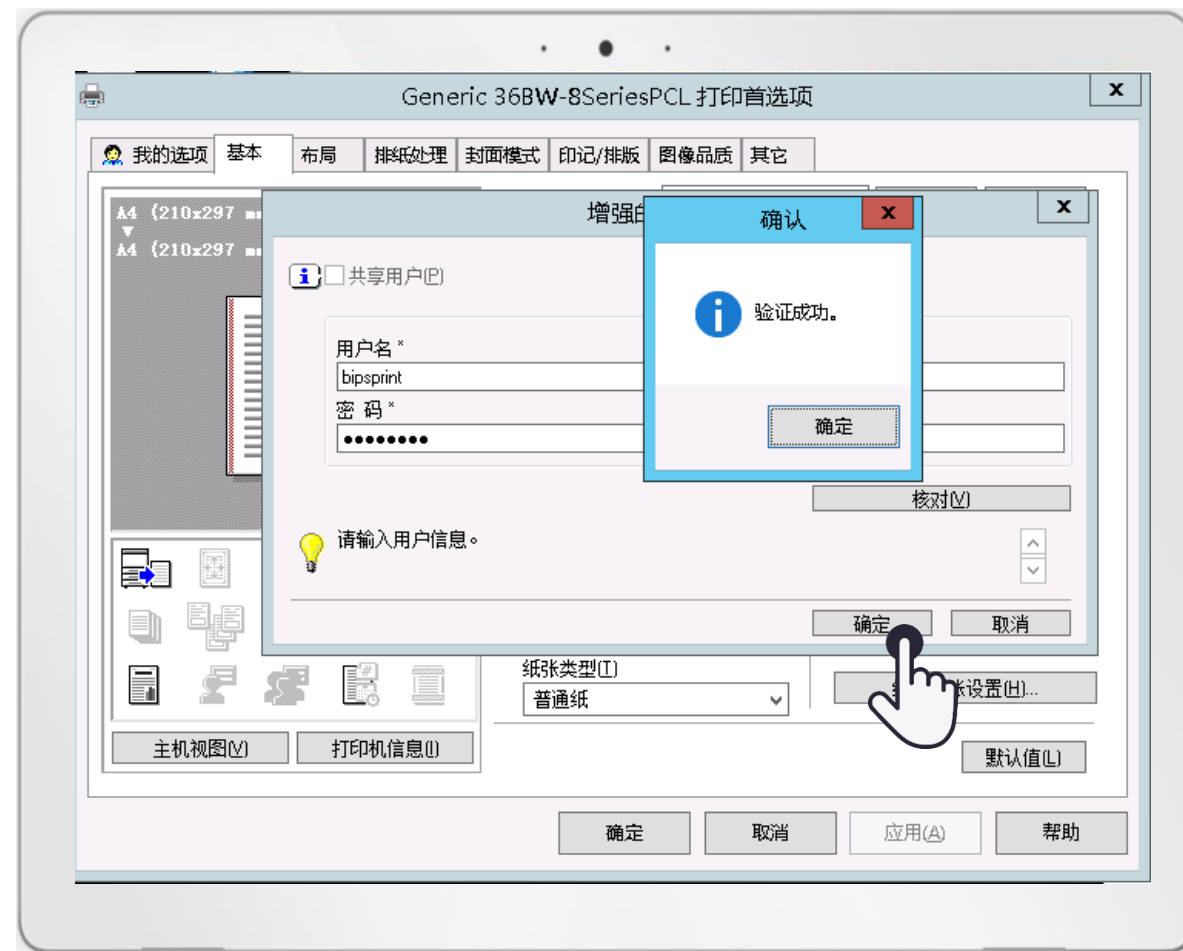 Generic 36BW-8SeriesPCL 打印首选项
x
我的选项
基本
布局
排纸处理
封面模式
印记/排版
图像品质
其它
A4 (210x297
A4 (210x297
增强
x
确认
x
共享用户(P)
验证成功。
确定
用户名 *
bipsprint
密 码 *
●●●●●●●●
核对(V)
请输入用户信息。
确定
取消
纸张类型(T)
普通纸
设置(H)...
主机视图(V)
打印机信息(I)
默认值(L)
确定
取消
应用(A)
帮助